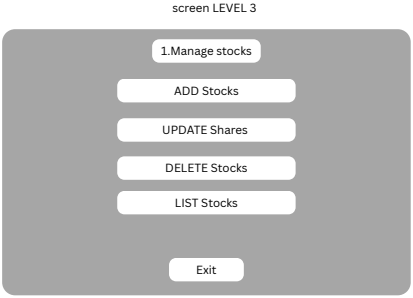 screen LEVEL 3
1.Manage stocks
ADD Stocks
UPDATE Shares
DELETE Stocks
LIST Stocks
Exit